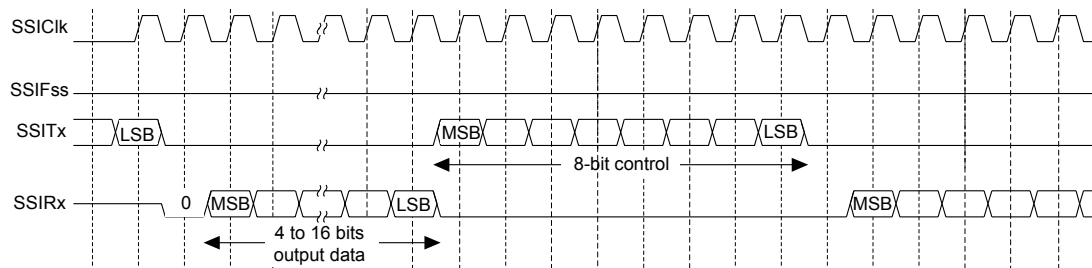 SSIClk
SSIFss
SSITx
LSB
MSB
LSB
8-bit control
SSIRx
0
MSB
LSB
MSB
4 to 16 bits
output data